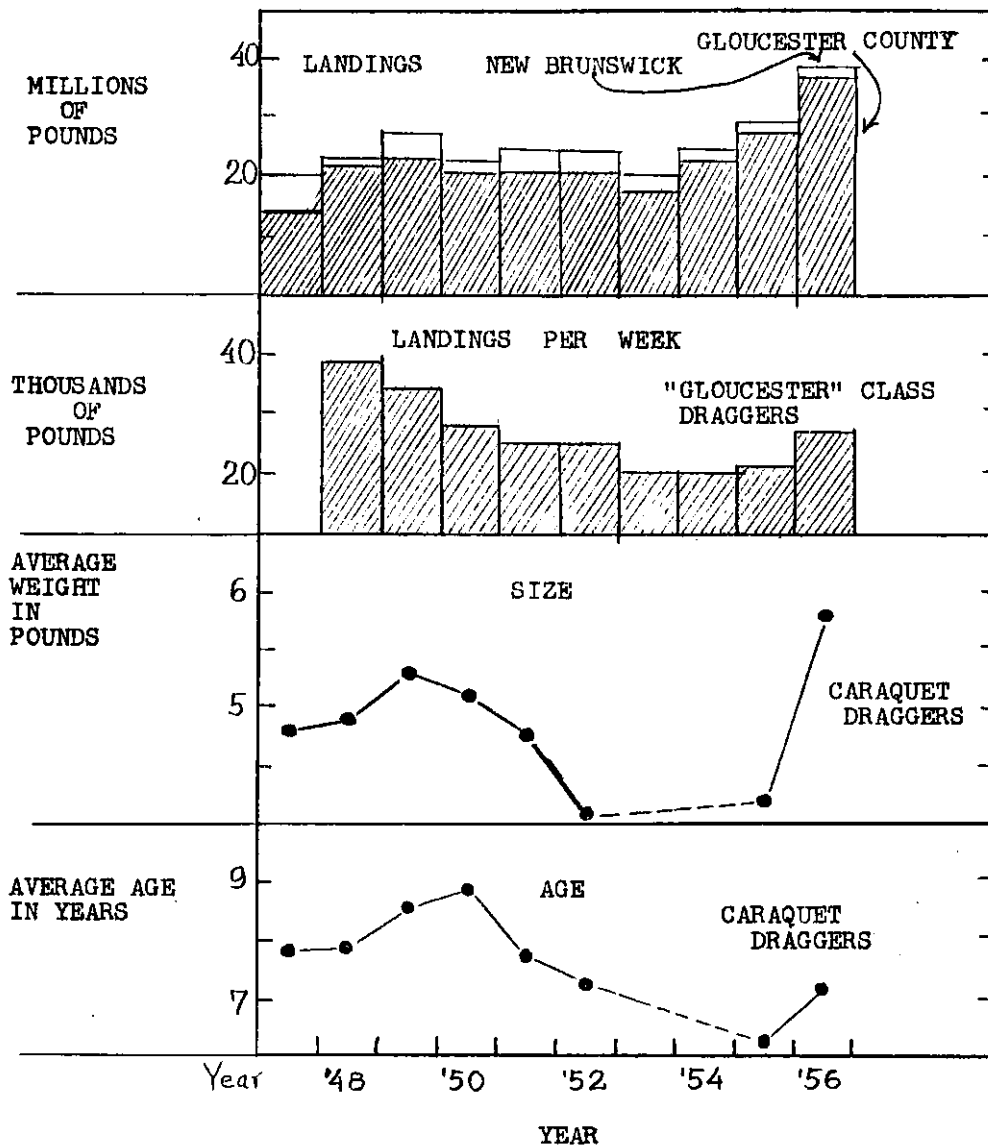 GLOUCESTER COUNTY
40
LANDINGS NEW BRUNSWICK
MILLIONS
OF
POUNDS
20
LANDINGS PER WEEK
40
THOUSANDS
OF
POUNDS
"GLOUCESTER" CLASS
DRAGGERS
20
AVERAGE
WEIGHT
IN
POUNDS
6
SIZE
5
CARAQUET
DRAGGERS
AVERAGE AGE
IN YEARS
9
AGE
CARAQUET
DRAGGERS
7
Year '48 '50 '52 '54 '56
YEAR